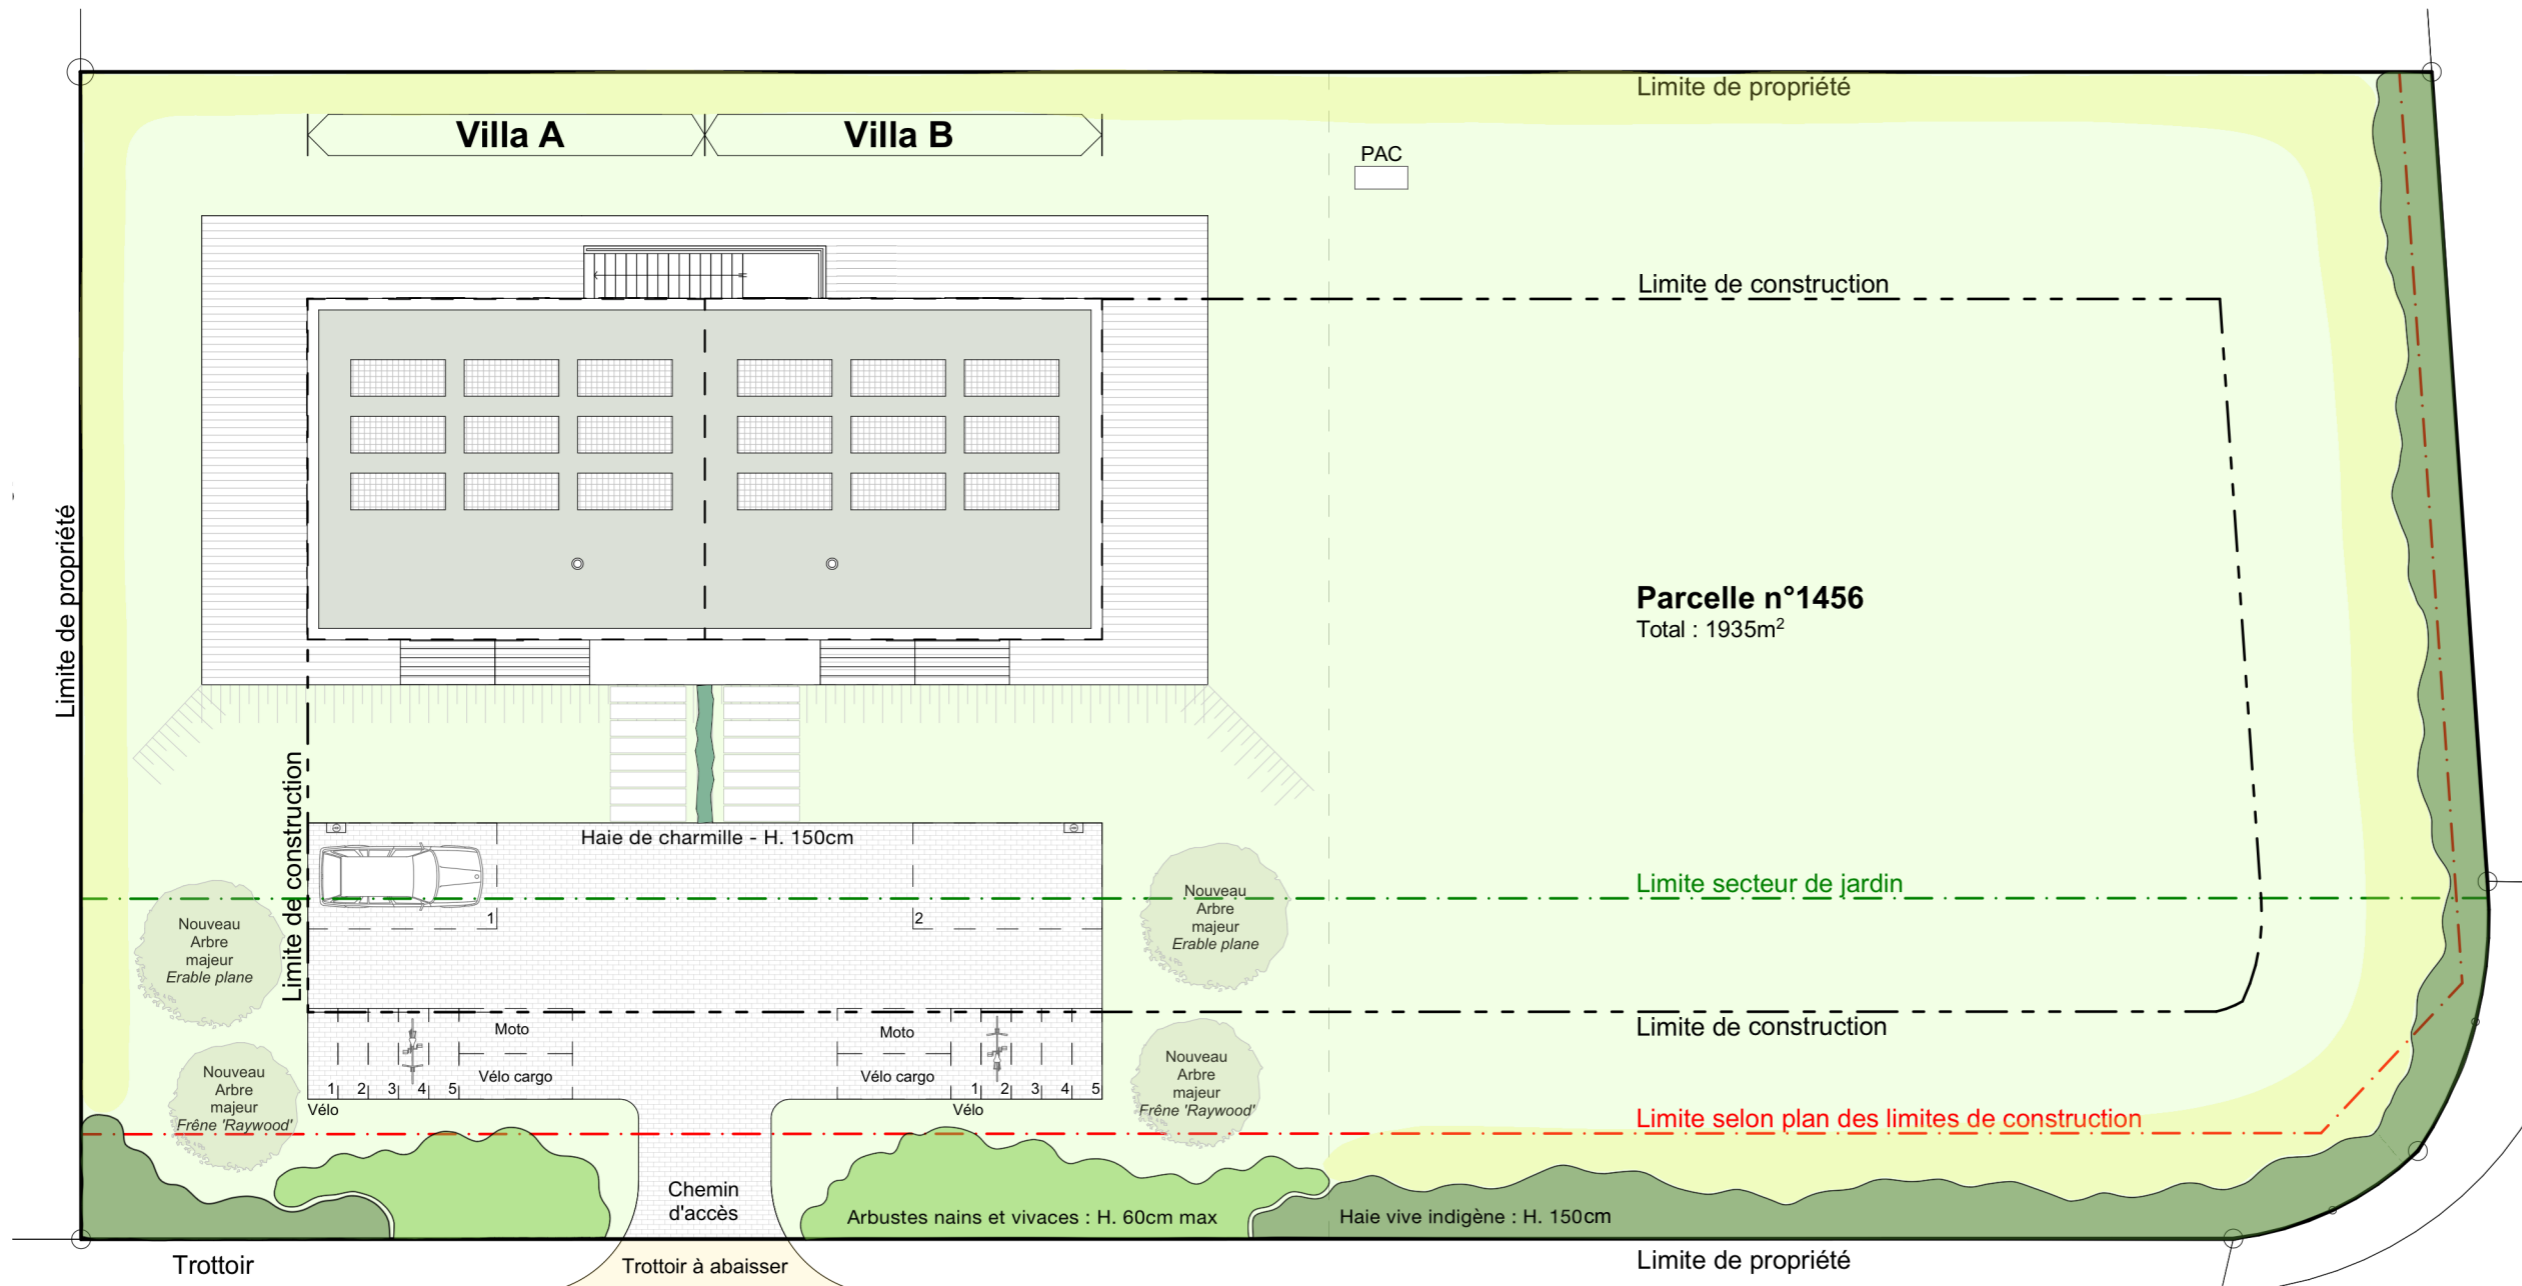 Limite de propriété
Villa A
Villa B
PAC
Limite de construction
Limite de propriété
Parcelle n°1456
Total : 1935m²
Limite de construction
Haie de charmille - H. 150cm
1
2
Limite secteur de jardin
Nouveau
Arbre
majeur
Erable plane
Nouveau
Arbre
majeur
Erable plane
Limite de construction
Moto
Vélo cargo
1 2 3 4 5
Vélo
Moto
Vélo cargo
1 2 3 4 5
Vélo
Nouveau
Arbre
majeur
Frêne 'Raywood'
Nouveau
Arbre
majeur
Frêne 'Raywood'
Limite selon plan des limites de construction
Chemin
d'accès
Arbustes nains et vivaces : H. 60cm max
Haie vive indigène : H. 150cm
Trottoir
Trottoir à abaisser
Limite de propriété